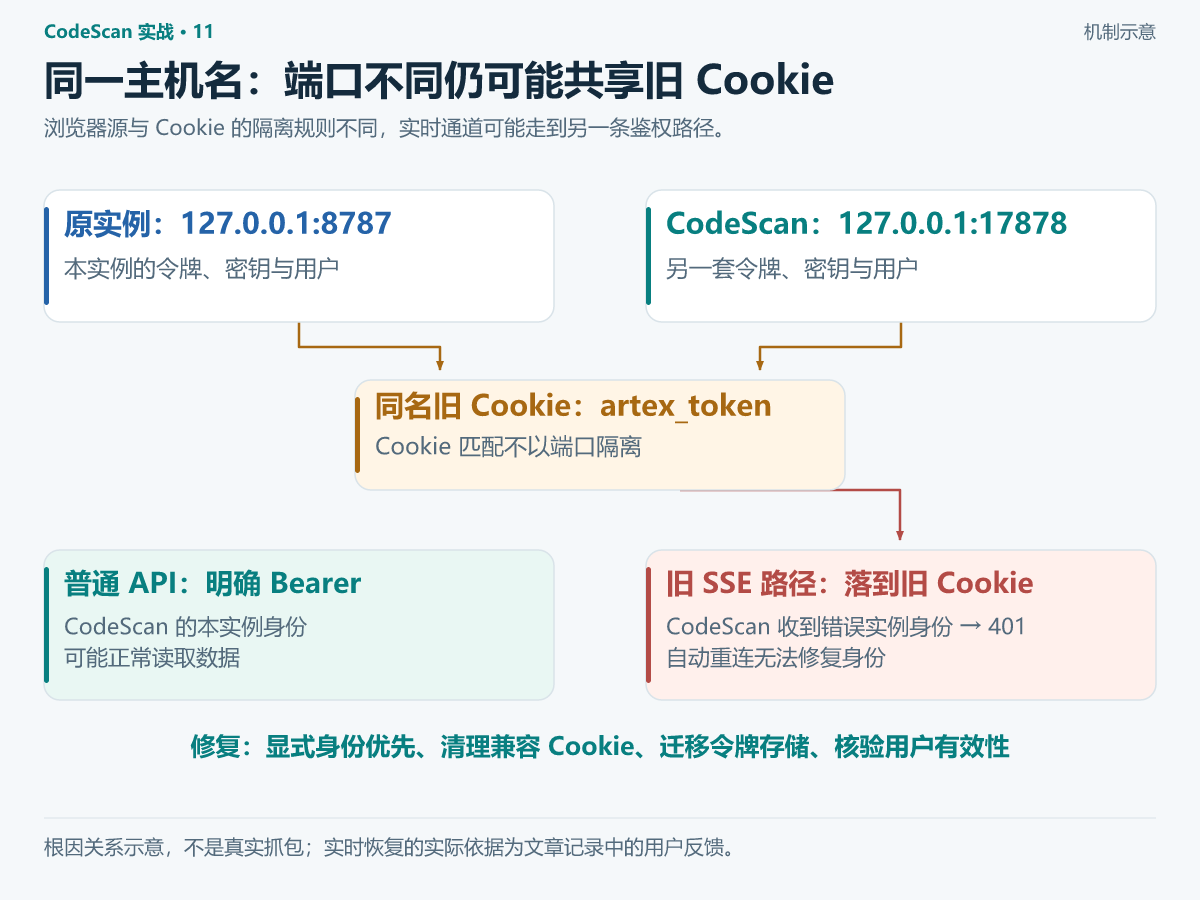 CodeScan 实战 • 11
机制示意
同一主机名：端口不同仍可能共享旧 Cookie
浏览器源与 Cookie 的隔离规则不同，实时通道可能走到另一条鉴权路径。
原实例：127.0.0.1:8787
本实例的令牌、密钥与用户
CodeScan：127.0.0.1:17878
另一套令牌、密钥与用户
同名旧 Cookie：artex_token
Cookie 匹配不以端口隔离
普通 API：明确 Bearer
CodeScan 的本实例身份
可能正常读取数据
旧 SSE 路径：落到旧 Cookie
CodeScan 收到错误实例身份 → 401
自动重连无法修复身份
修复：显式身份优先、清理兼容 Cookie、迁移令牌存储、核验用户有效性
根因关系示意，不是真实抓包；实时恢复的实际依据为文章记录中的用户反馈。